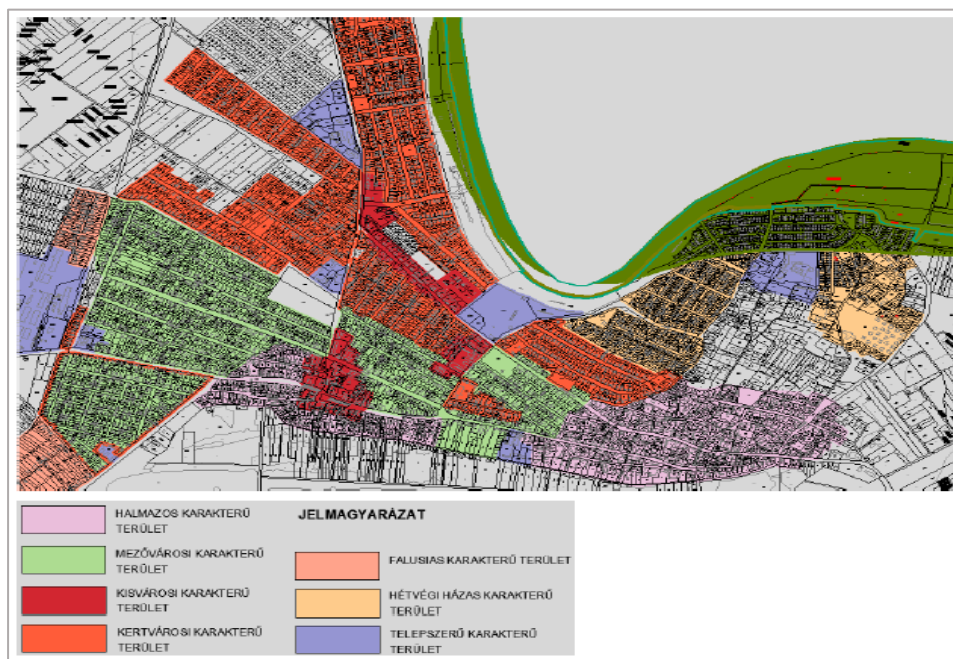 JELMAGYARÁZAT
HALMAZOS KARAKTERŰ
TERÜLET
MEZŐVÁROSI KARAKTERŰ
TERÜLET
KISVÁROSI KARAKTERŰ
TERÜLET
KERTVÁROSI KARAKTERŰ
TERÜLET
FALUSIAS KARAKTERŰ TERÜLET
HÉTVÉGI HÁZAS KARAKTERŰ
TERÜLET
TELEPSZERŰ KARAKTERŰ
TERÜLET